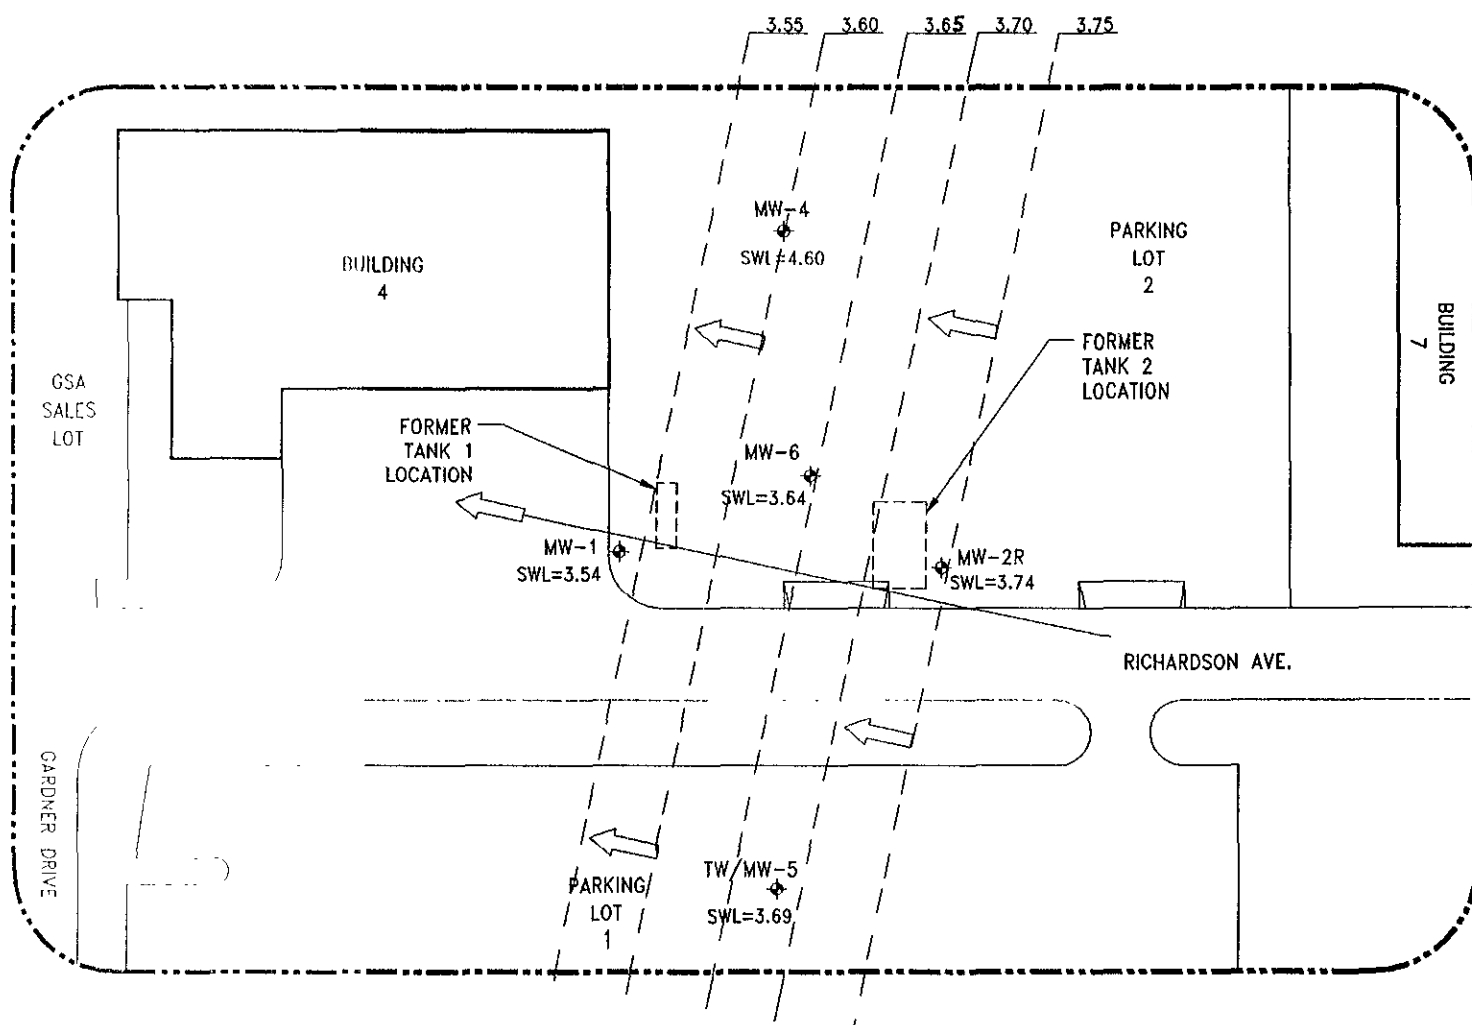 3.55 3.60 3.65 3.70 3.75
MW-4
SWL=4.60
PARKING
LOT
2
BUILDING
4
BUILDING
7
FORMER
TANK 2
LOCATION
GSA
SALES
LOT
FORMER
TANK 1
LOCATION
MW-6
SWL=3.64
MW-1
SWL=3.54
MW-2R
SWL=3.74
RICHARDSON AVE.
GARDNER DRIVE
TW/MW-5
SWL=3.69
PARKING
LOT
1